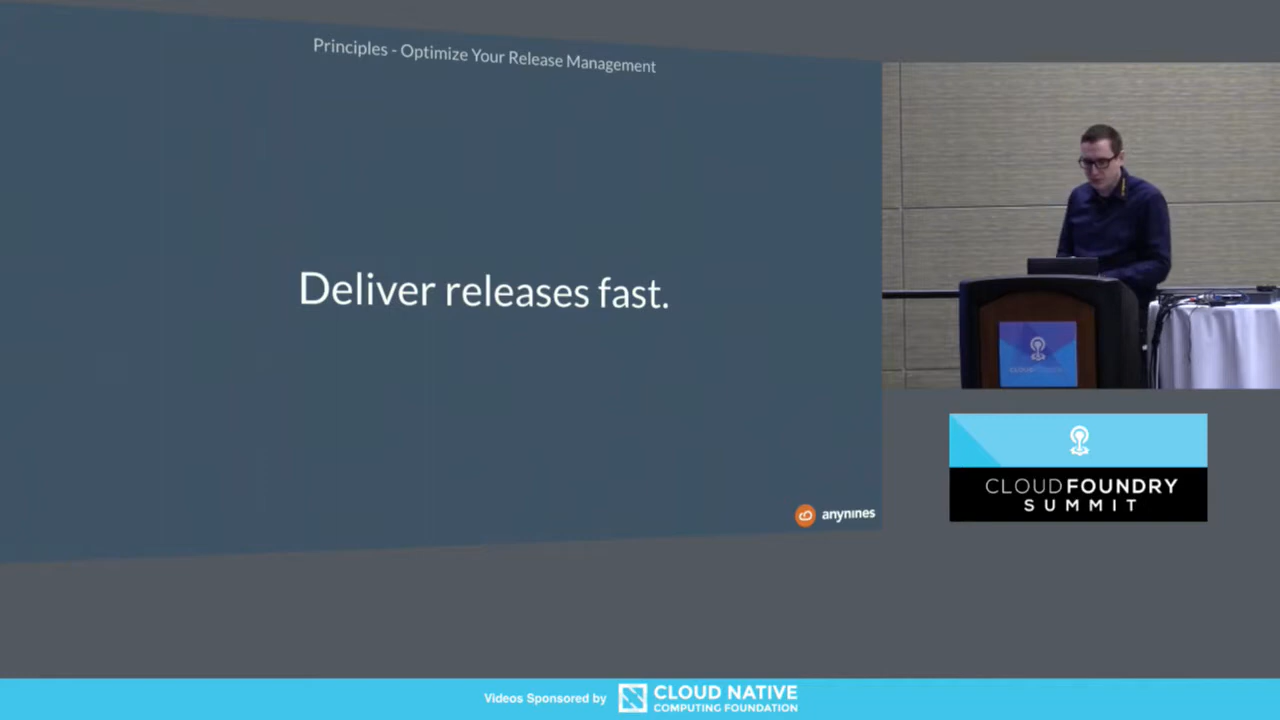 Principles - Optimize Your Release Management
Deliver releases fast.
anynines
CLOUD FOUNDRY
SUMMIT
Videos Sponsored by
CLOUD NATIVE
COMPUTING FOUNDATION